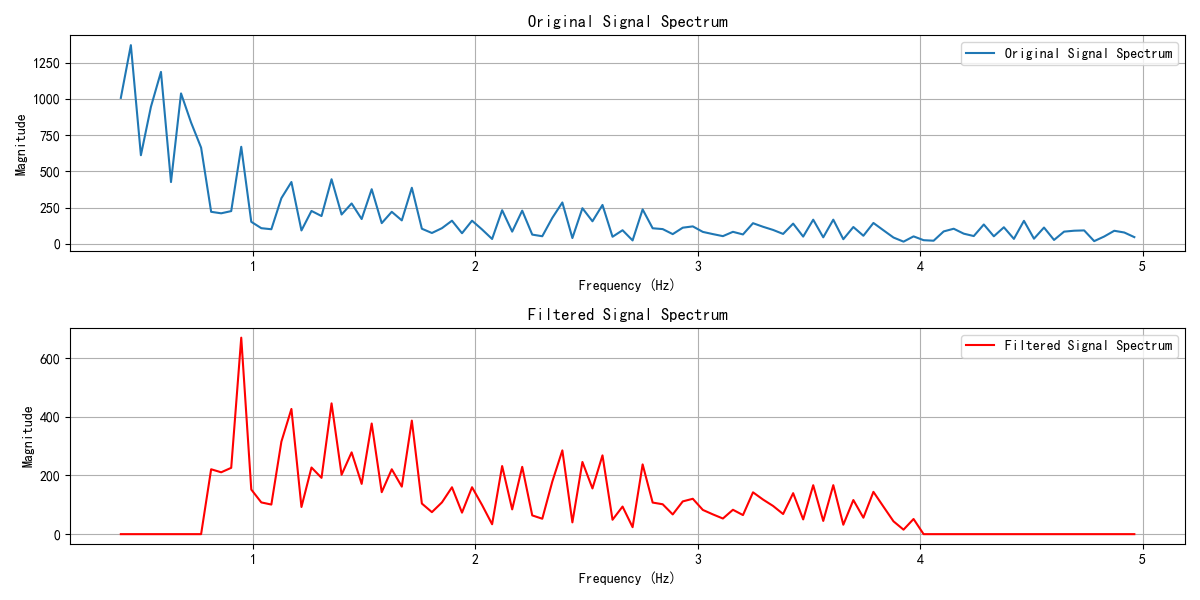 Original Signal Spectrum
Original Signal Spectrum
1250
1000
750
500
250
0
Magnitude
1 2 3 4 5
Frequency (Hz)
Filtered Signal Spectrum
Filtered Signal Spectrum
600
400
200
0
Magnitude
1 2 3 4 5
Frequency (Hz)